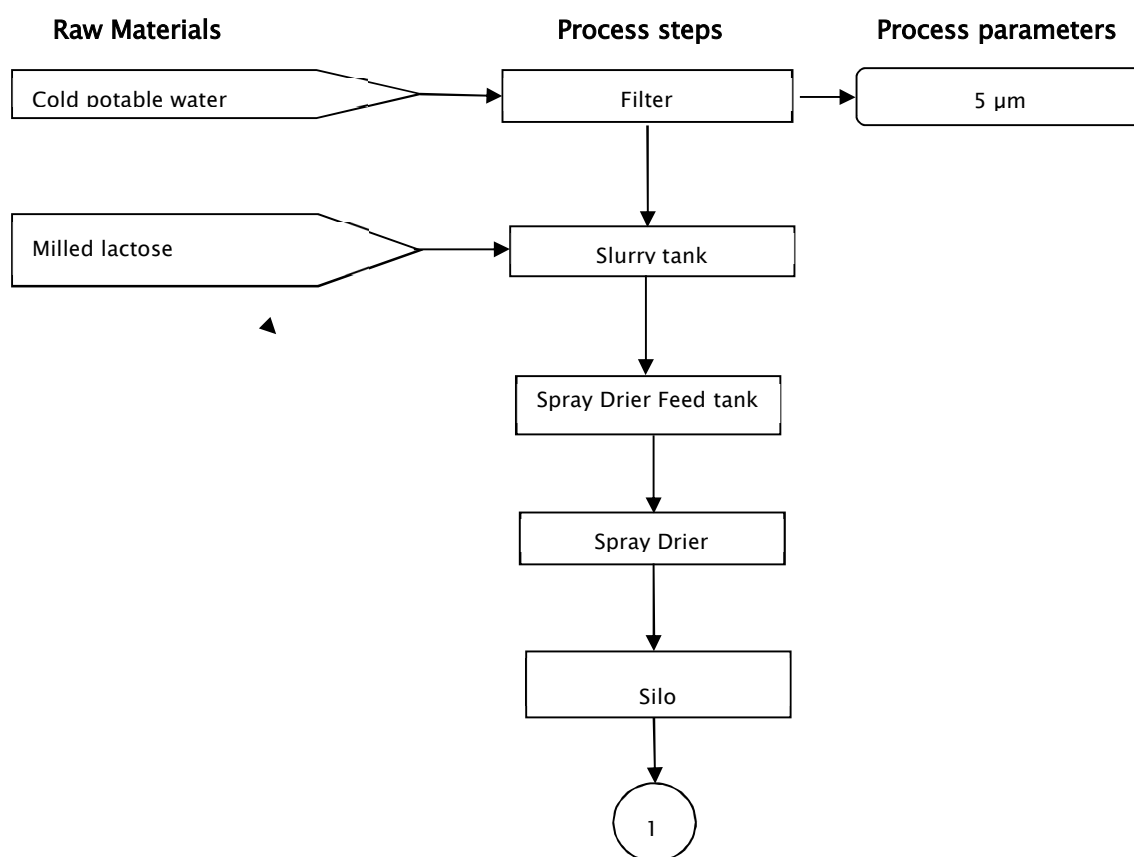 Raw Materials Process steps Process parameters
Cold potable water Filter 5 µm
Milled lactose Slurry tank
Spray Drier Feed tank
Spray Drier
Silo
1